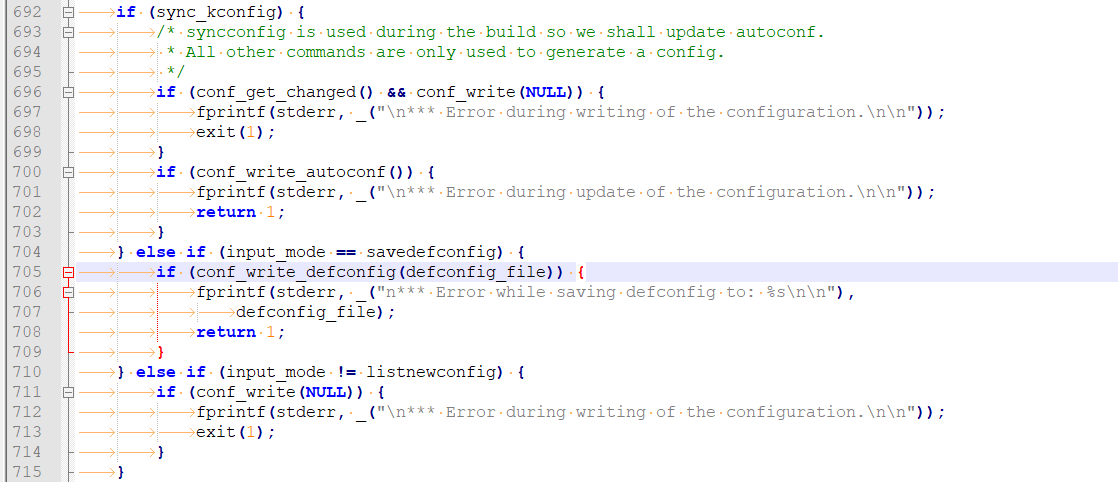 692 if (sync_kconfig) {
693 /* syncconfig is used during the build so we shall update autoconf.
694 * All other commands are only used to generate a config.
695 */
696 if (conf_get_changed() && conf_write(NULL)) {
697 fprintf(stderr, _("\n*** Error during writing of the configuration.\n\n"));
698 exit(1);
699 }
700 if (conf_write_autoconf()) {
701 fprintf(stderr, _("\n*** Error during update of the configuration.\n\n"));
702 return 1;
703 }
704 } else if (input_mode == savedefconfig) {
705 if (conf_write_defconfig(defconfig_file)) {
706 fprintf(stderr, _("n*** Error while saving defconfig to: %s\n\n"),
707 defconfig_file);
708 return 1;
709 }
710 } else if (input_mode != listnewconfig) {
711 if (conf_write(NULL)) {
712 fprintf(stderr, _("\n*** Error during writing of the configuration.\n\n"));
713 exit(1);
714 }
715 }